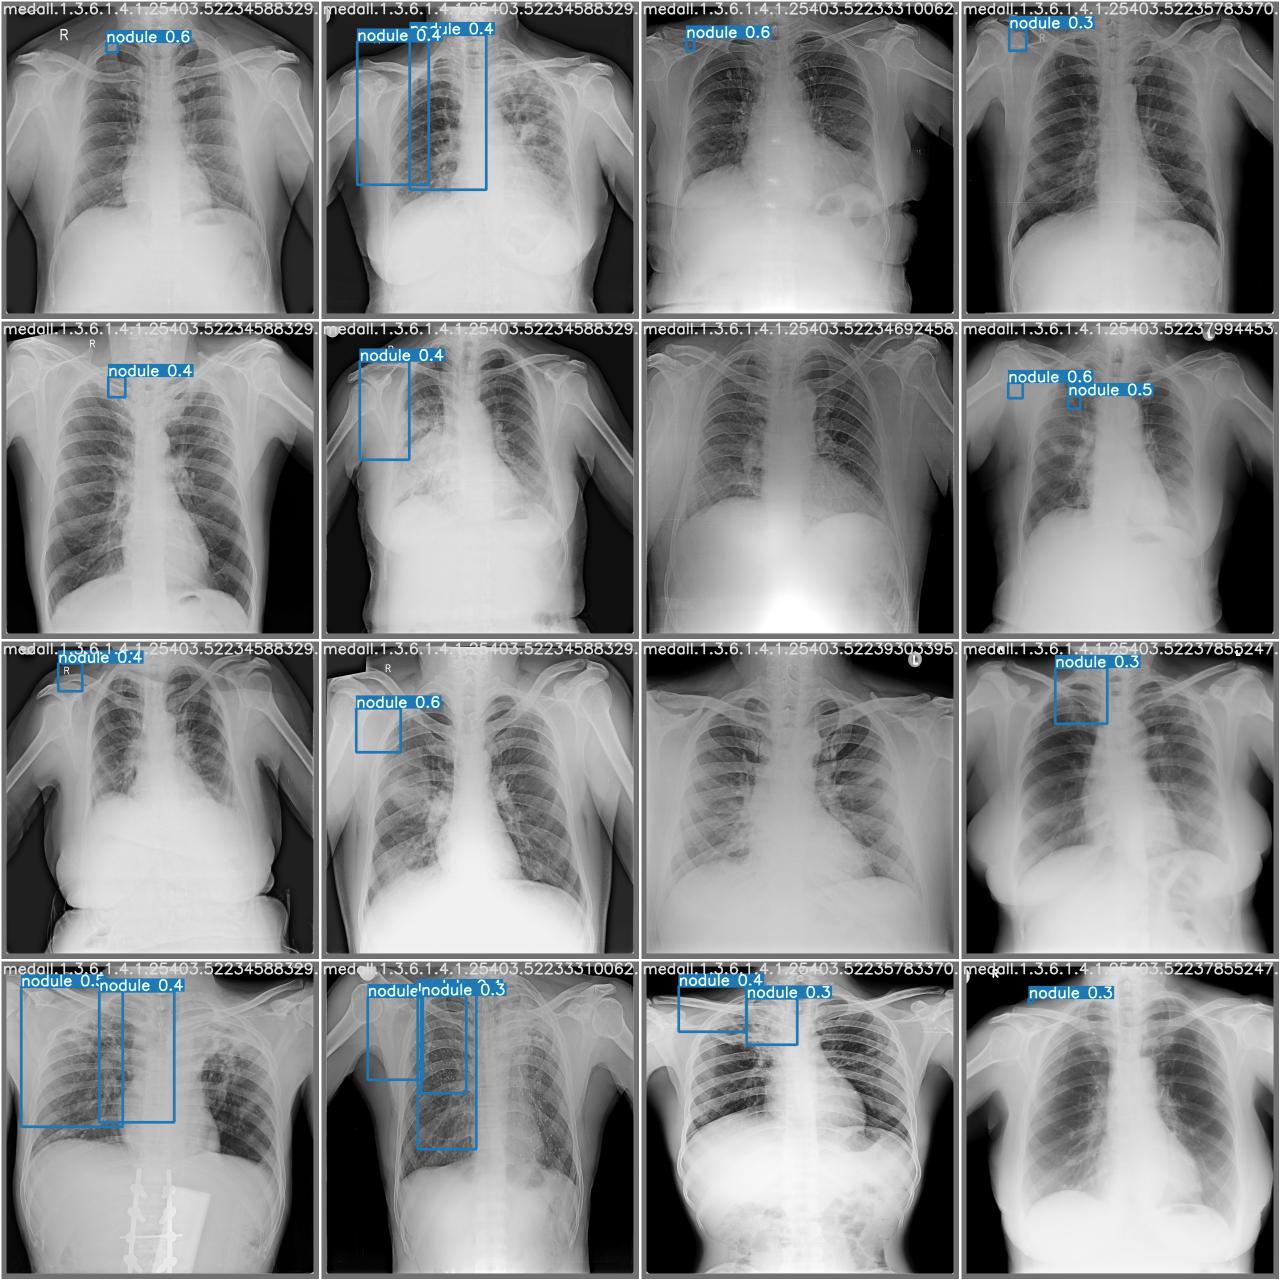 medall.1.3.6.1.4.1.25403.52234588329.
R
nodule 0.6
medall.1.3.6.1.4.1.25403.52234588329.
nodule 0.4
nodule 0.4
medall.1.3.6.1.4.1.25403.52233310062.
nodule 0.6
medall.1.3.6.1.4.1.25403.52235783370.
nodule 0.3
R
medall.1.3.6.1.4.1.25403.52234588329.
R
nodule 0.4
medall.1.3.6.1.4.1.25403.52234588329.
nodule 0.4
medall.1.3.6.1.4.1.25403.52234692458.
medall.1.3.6.1.4.1.25403.52237994453.
L
nodule 0.6
nodule 0.5
medall.1.3.6.1.4.1.25403.52234588329.
nodule 0.4
R
medall.1.3.6.1.4.1.25403.52234588329.
R
nodule 0.6
medall.1.3.6.1.4.1.25403.52239303395.
L
medall.1.3.6.1.4.1.25403.52237855247.
nodule 0.3
medall.1.3.6.1.4.1.25403.52234588329.
nodule 0.5
nodule 0.4
medall.1.3.6.1.4.1.25403.52233310062.
nodule
nodule 0.3
medall.1.3.6.1.4.1.25403.52235783370.
nodule 0.4
nodule 0.3
medall.1.3.6.1.4.1.25403.52237855247.
R
nodule 0.3